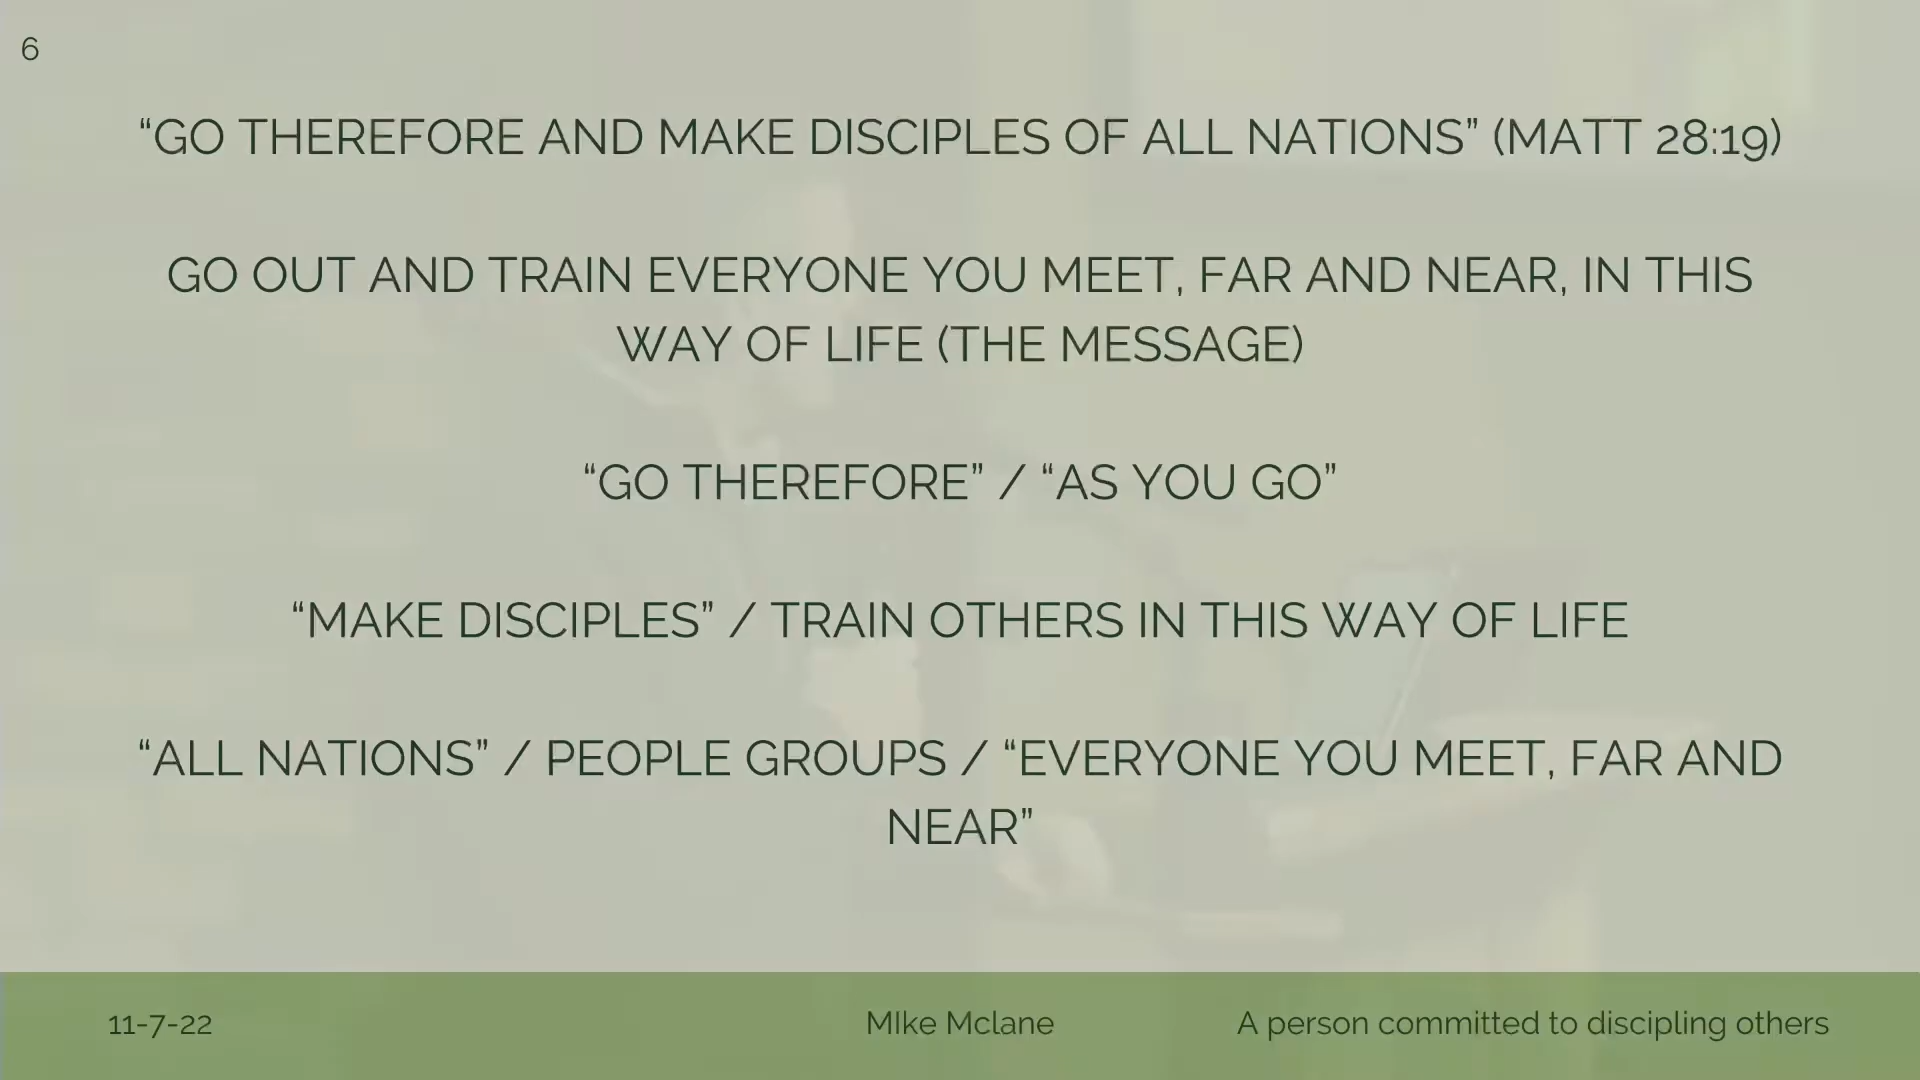 6
“GO THEREFORE AND MAKE DISCIPLES OF ALL NATIONS” (MATT 28:19)
GO OUT AND TRAIN EVERYONE YOU MEET, FAR AND NEAR, IN THIS
WAY OF LIFE (THE MESSAGE)
“GO THEREFORE” / “AS YOU GO”
“MAKE DISCIPLES” / TRAIN OTHERS IN THIS WAY OF LIFE
“ALL NATIONS” / PEOPLE GROUPS / “EVERYONE YOU MEET, FAR AND
NEAR”
11-7-22 MIke Mclane A person committed to discipling others